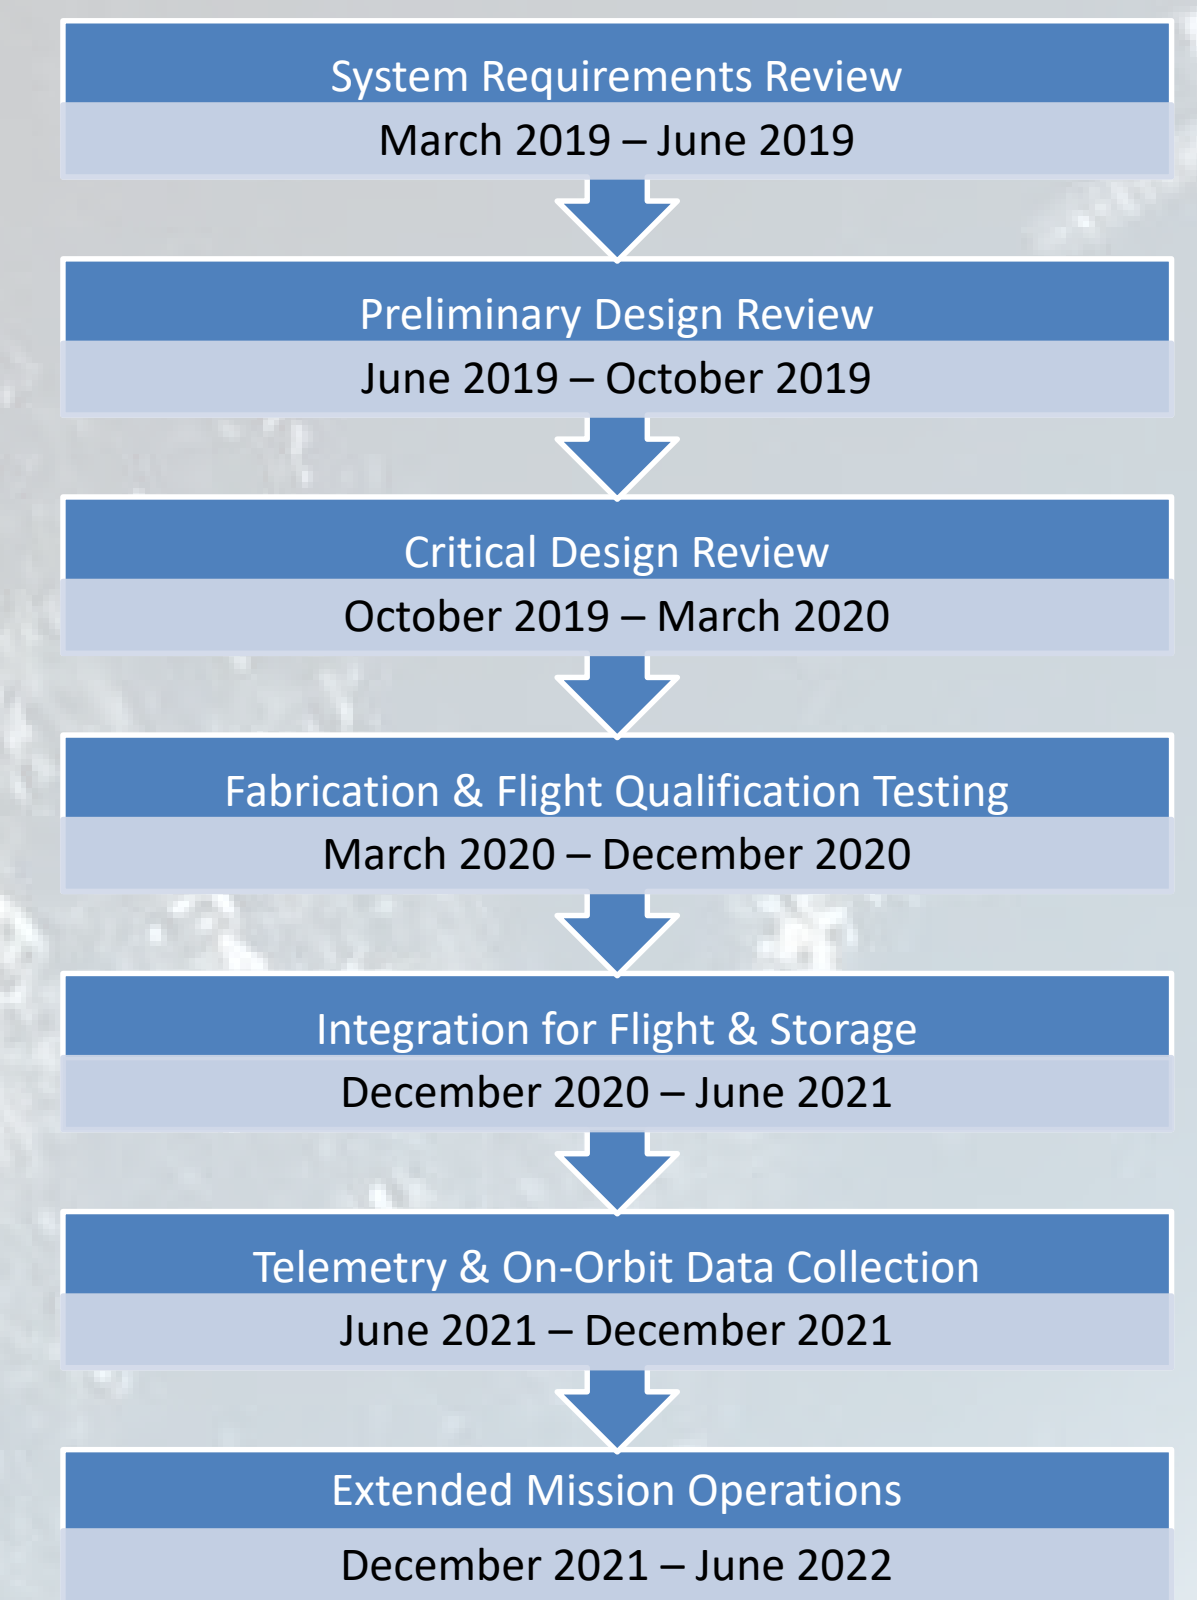 System Requirements Review
March 2019 – June 2019
Preliminary Design Review
June 2019 – October 2019
Critical Design Review
October 2019 – March 2020
Fabrication & Flight Qualification Testing
March 2020 – December 2020
Integration for Flight & Storage
December 2020 – June 2021
Telemetry & On-Orbit Data Collection
June 2021 – December 2021
Extended Mission Operations
December 2021 – June 2022